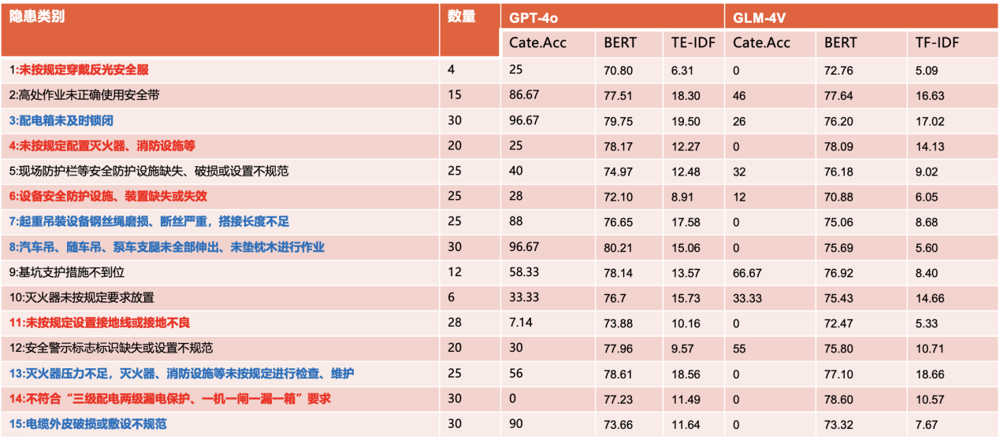 隐患类别 数量 GPT-4o GLM-4V
Cate.Acc BERT TE-IDF Cate.Acc BERT TF-IDF
1:未按规定穿戴反光安全服 4 25 70.80 6.31 0 72.76 5.09
2:高处作业未正确使用安全带 15 86.67 77.51 18.30 46 77.64 16.63
3:配电箱未及时锁闭 30 96.67 79.75 19.50 26 76.20 17.02
4:未按规定配置灭火器、消防设施等 20 25 78.17 12.27 0 78.09 14.13
5:现场防护栏等安全防护设施缺失、破损或设置不规范 25 40 74.97 12.48 32 76.18 9.02
6:设备安全防护设施、装置缺失或失效 25 28 72.10 8.91 12 70.88 6.05
7:起重吊装设备钢丝绳磨损、断丝严重，搭接长度不足 25 88 76.65 17.58 0 75.06 8.68
8:汽车吊、随车吊、泵车支腿未全部伸出、未垫枕木进行作业 30 96.67 80.21 15.06 0 75.69 5.60
9:基坑支护措施不到位 12 58.33 78.14 13.57 66.67 76.92 8.40
10:灭火器未按规定要求放置 6 33.33 76.7 15.73 33.33 75.43 14.66
11:未按规定设置接地线或接地不良 28 7.14 73.88 10.16 0 72.47 5.33
12:安全警示标志标识缺失或设置不规范 20 30 77.96 9.57 55 75.80 10.71
13:灭火器压力不足，灭火器、消防设施等未按规定进行检查、维护 25 56 78.61 18.56 0 77.10 18.66
14:不符合“三级配电两级漏电保护、一机一闸一漏一箱”要求 30 0 77.23 11.49 0 78.60 10.57
15:电缆外皮破损或敷设不规范 30 90 73.66 11.64 0 73.32 7.67